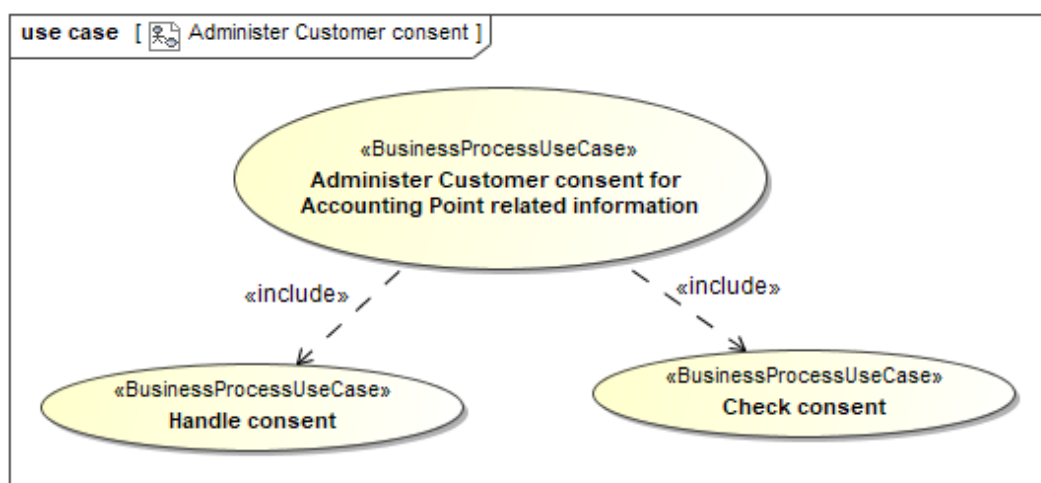 use case [ Administer Customer consent ]
«BusinessProcessUseCase»
Administer Customer consent for
Accounting Point related information
«include»
«include»
«BusinessProcessUseCase»
Handle consent
«BusinessProcessUseCase»
Check consent